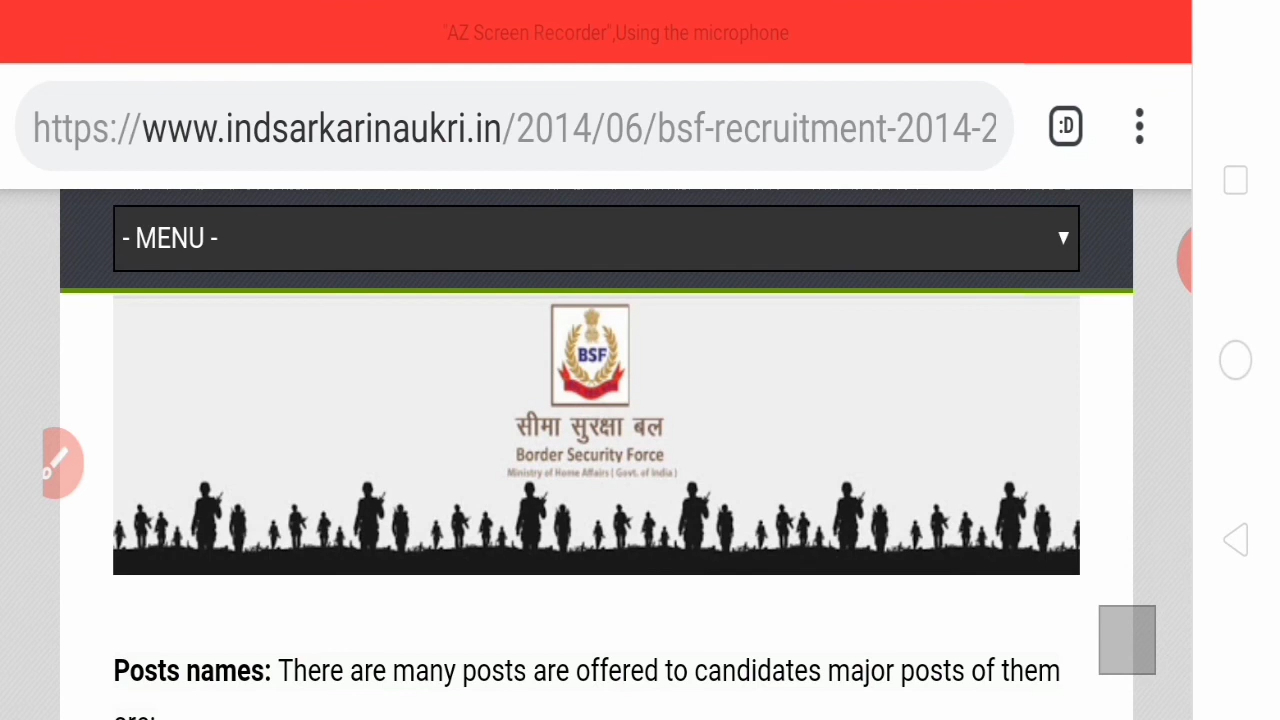 "AZ Screen Recorder",Using the microphone
https://www.indsarkarinaukri.in/2014/06/bsf-recruitment-2014-2
:D
- MENU -
BSF
सीमा सुरक्षा बल
Border Security Force
Ministry of Home Affairs ( Govt. of India )
Posts names: There are many posts are offered to candidates major posts of them
are: